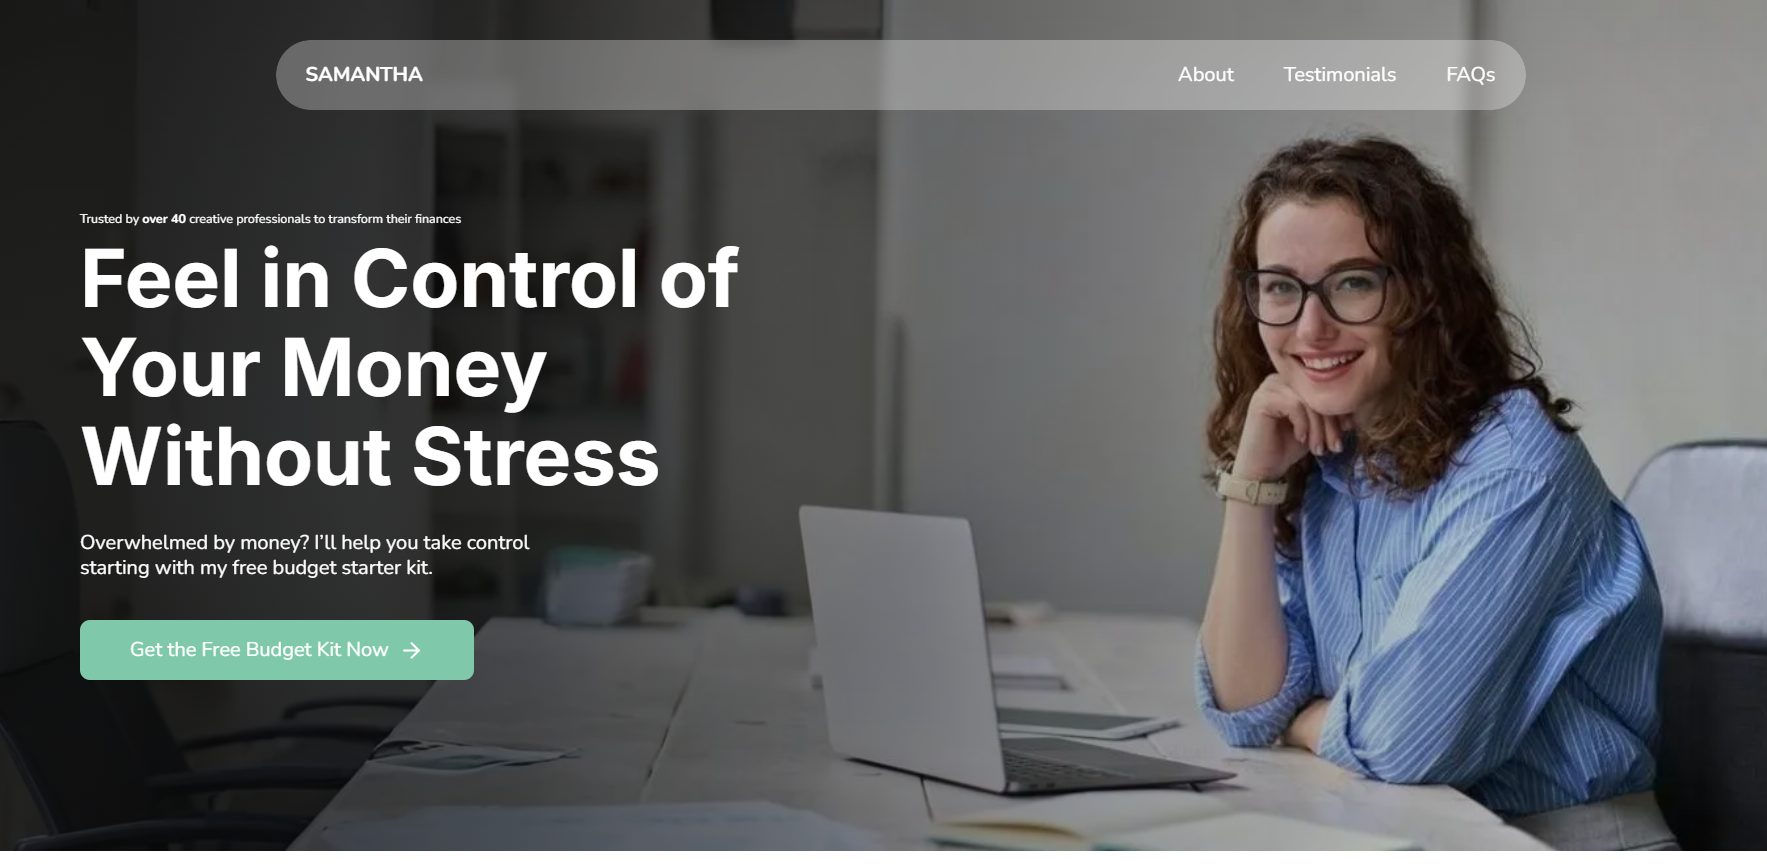 SAMANTHA
About
Testimonials
FAQs
Trusted by over 40 creative professionals to transform their finances
Feel in Control of
Your Money
Without Stress
Overwhelmed by money? I’ll help you take control
starting with my free budget starter kit.
Get the Free Budget Kit Now →